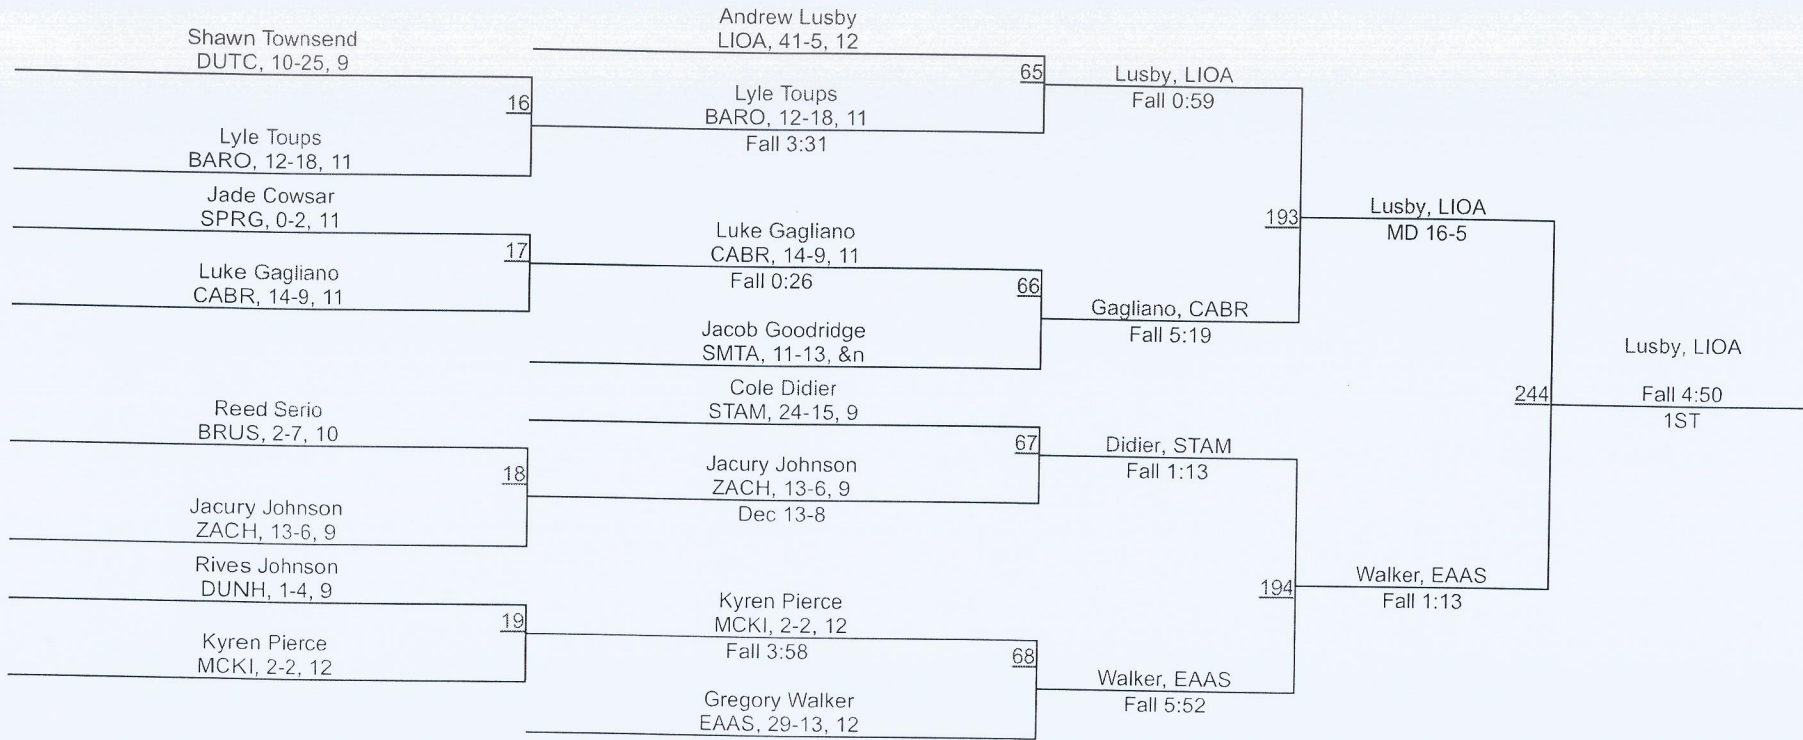 Shawn Townsend
DUTC, 10-25, 9
16
Lyle Toups
BARO, 12-18, 11
Jade Cowsar
SPRG, 0-2, 11
17
Luke Gagliano
CABR, 14-9, 11
Reed Serio
BRUS, 2-7, 10
18
Jacury Johnson
ZACH, 13-6, 9
Rives Johnson
DUNH, 1-4, 9
19
Kyren Pierce
MCKI, 2-2, 12
Andrew Lusby
LIOA, 41-5, 12
65
Lyle Toups
BARO, 12-18, 11
Fall 3:31
Luke Gagliano
CABR, 14-9, 11
Fall 0:26
66
Jacob Goodridge
SMTA, 11-13, &n
Cole Didier
STAM, 24-15, 9
67
Jacury Johnson
ZACH, 13-6, 9
Dec 13-8
Kyren Pierce
MCKI, 2-2, 12
Fall 3:58
68
Gregory Walker
EAAS, 29-13, 12
Lusby, LIOA
Fall 0:59
193
Gagliano, CABR
Fall 5:19
Didier, STAM
Fall 1:13
194
Walker, EAAS
Fall 5:52
Lusby, LIOA
MD 16-5
244
Walker, EAAS
Fall 1:13
Lusby, LIOA
Fall 4:50
1ST